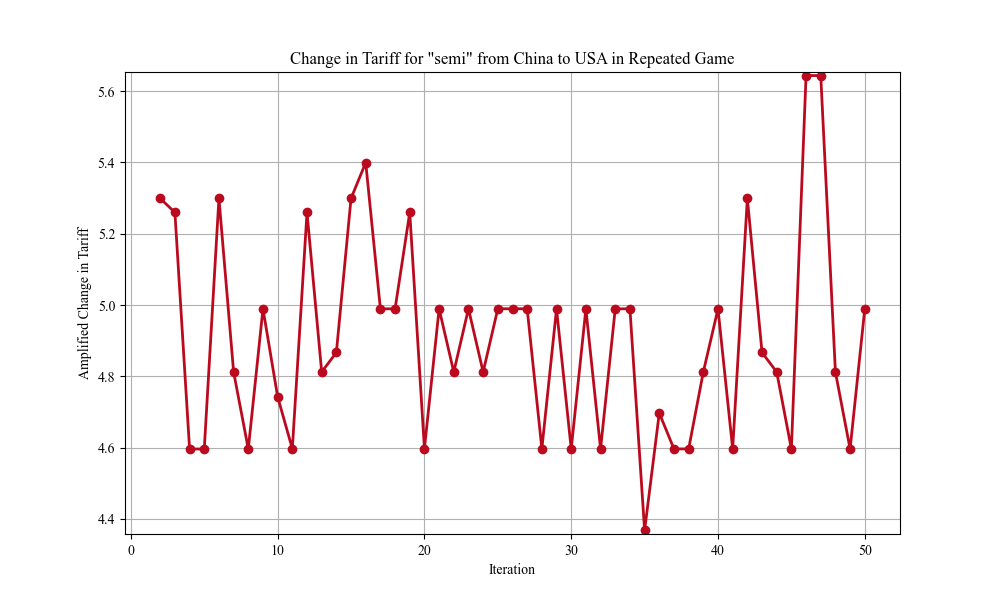 Change in Tariff for "semi" from China to USA in Repeated Game
Amplified Change in Tariff
5.6
5.4
5.2
5.0
4.8
4.6
4.4
0 10 20 30 40 50
Iteration